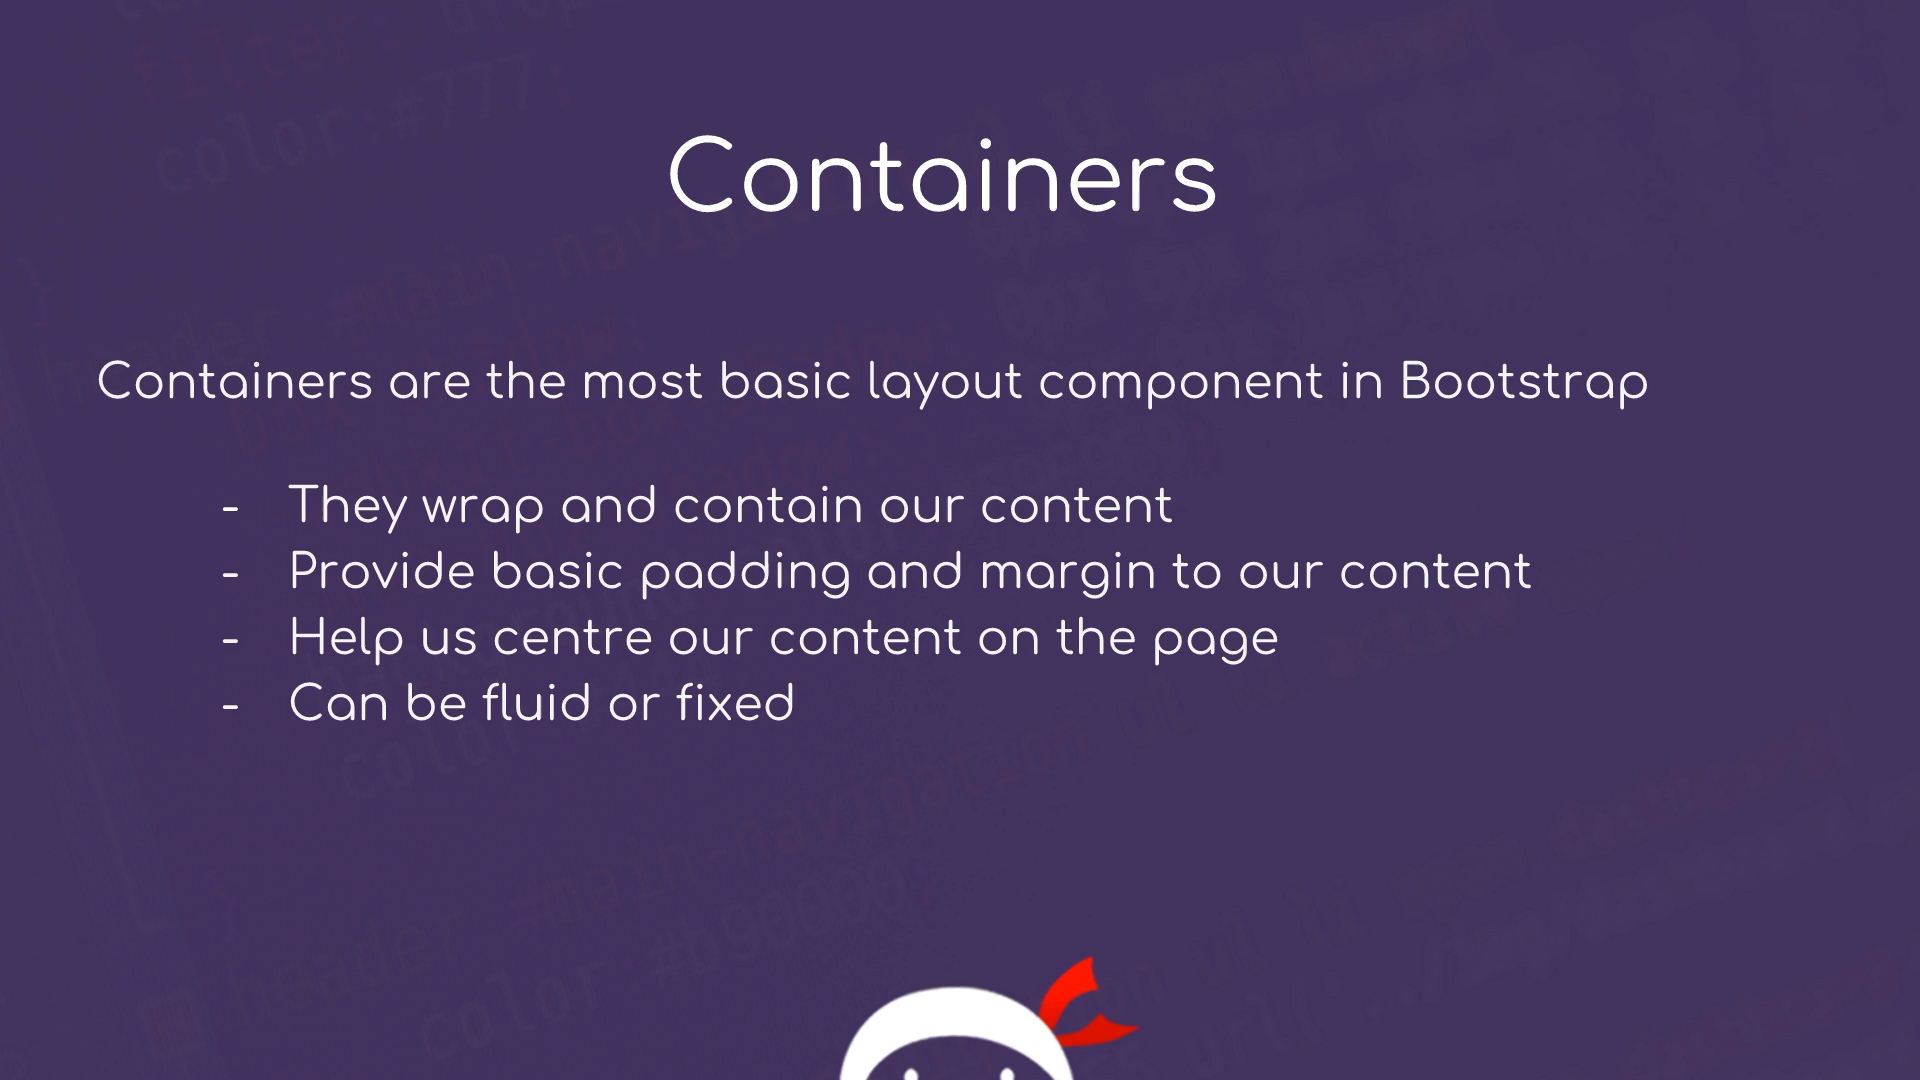 Containers
Containers are the most basic layout component in Bootstrap
- They wrap and contain our content
- Provide basic padding and margin to our content
- Help us centre our content on the page
- Can be fluid or fixed